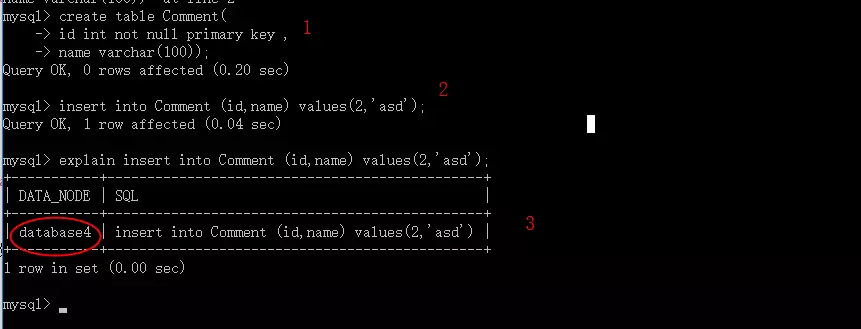 name varchar(100))' at line 2
mysql> create table Comment(
-> id int not null primary key ,
-> name varchar(100));
1
Query OK, 0 rows affected (0.20 sec)
2
mysql> insert into Comment (id,name) values(2,'asd');
Query OK, 1 row affected (0.04 sec)
mysql> explain insert into Comment (id,name) values(2,'asd');
+-----------+------------------------------------------------+
| DATA_NODE | SQL |
+-----------+------------------------------------------------+
| database4 | insert into Comment (id,name) values(2,'asd') |
3
+-----------+------------------------------------------------+
1 row in set (0.00 sec)
mysql> _